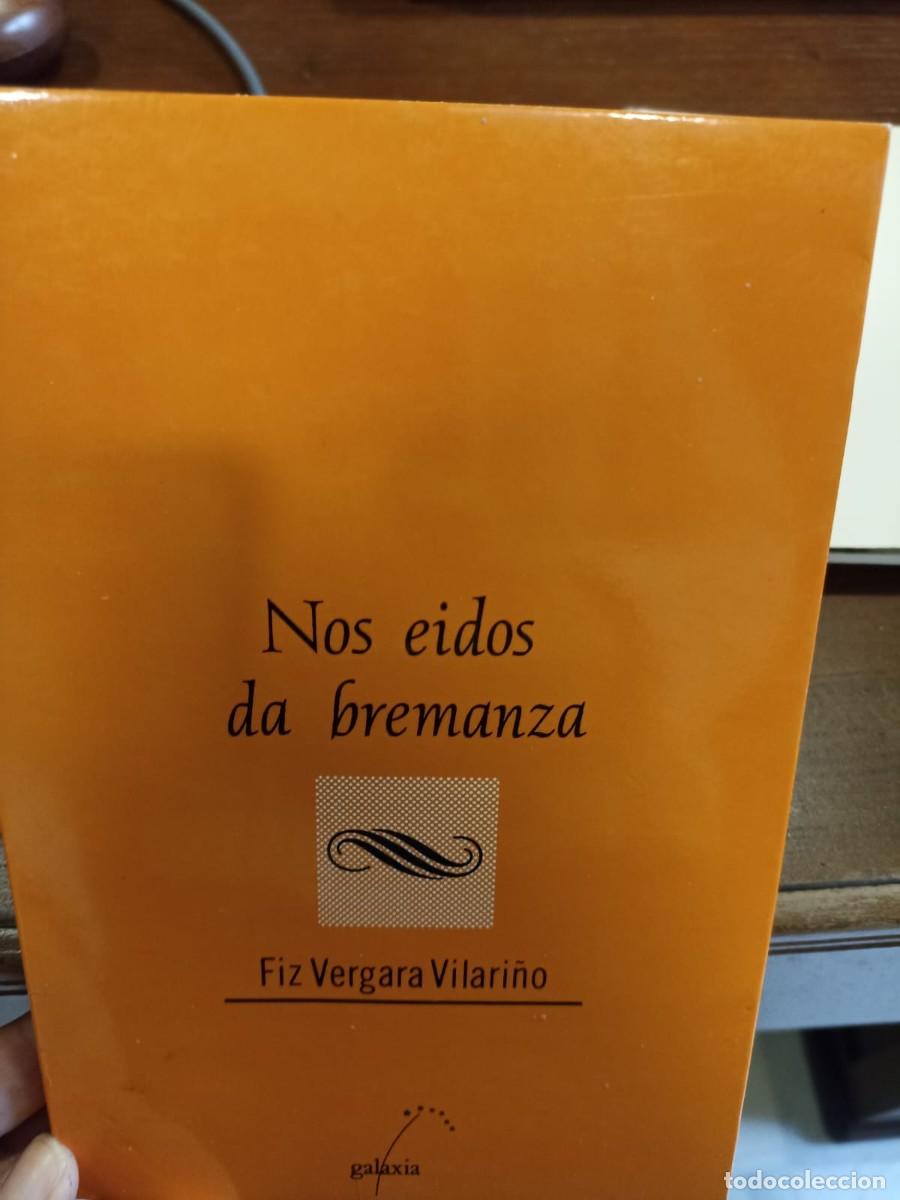 Nos eidos
da bremanza
Fiz Vergara Vilariño
galaxia
todocoleccion